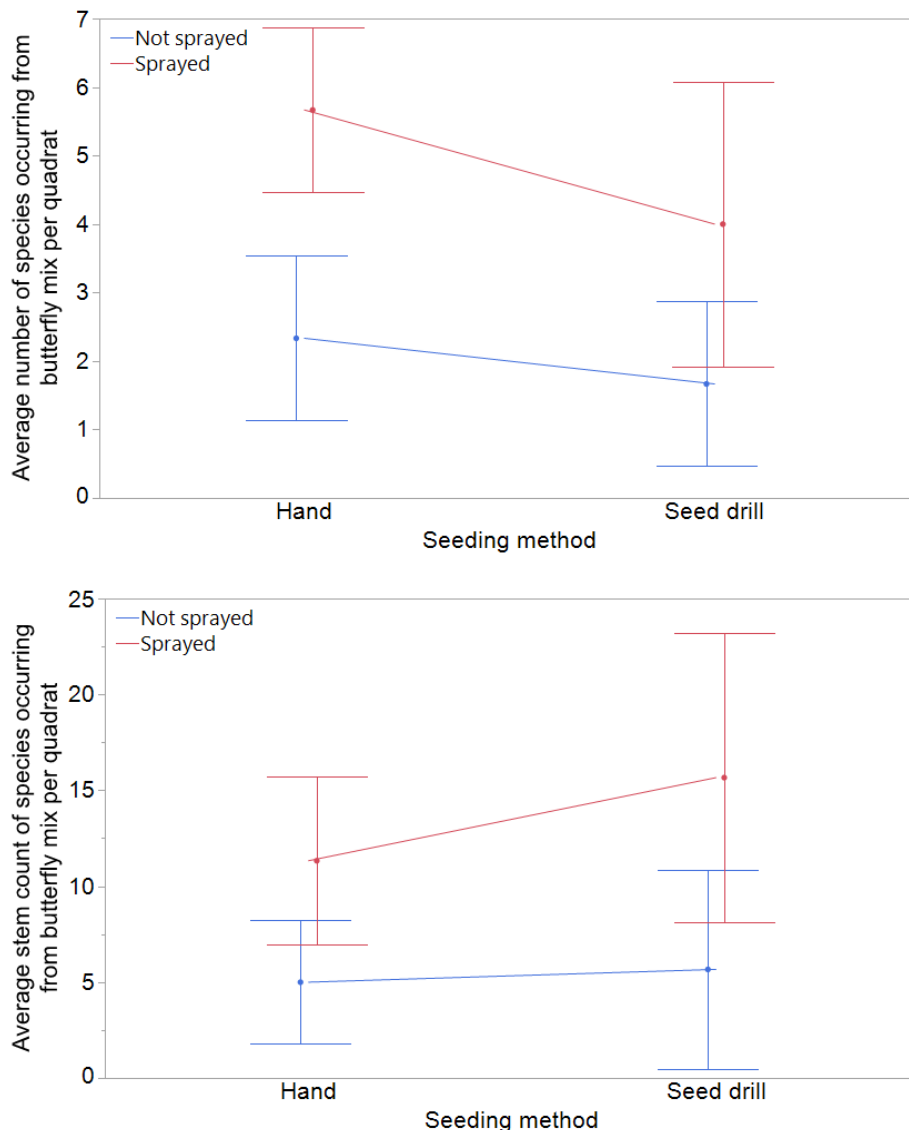 Average number of species occurring from
butterfly mix per quadrat
7
6
5
4
3
2
1
0
Not sprayed
Sprayed
Hand
Seed drill
Seeding method
Average stem count of species occurring
from butterfly mix per quadrat
25
20
15
10
5
0
Not sprayed
Sprayed
Hand
Seed drill
Seeding method